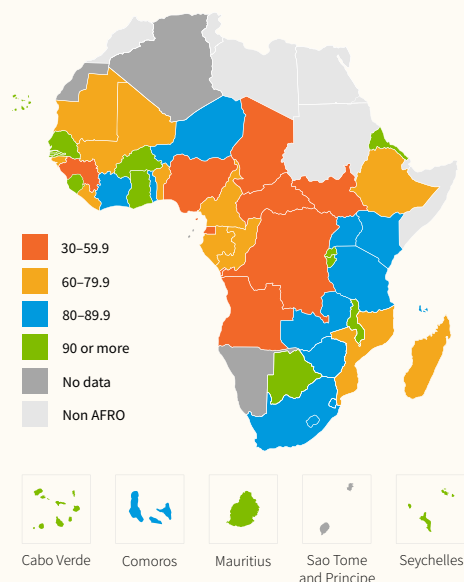 30–59.9
60–79.9
80–89.9
90 or more
No data
Non AFRO
Cabo Verde
Comoros
Mauritius
Sao Tome
and Principe
Seychelles